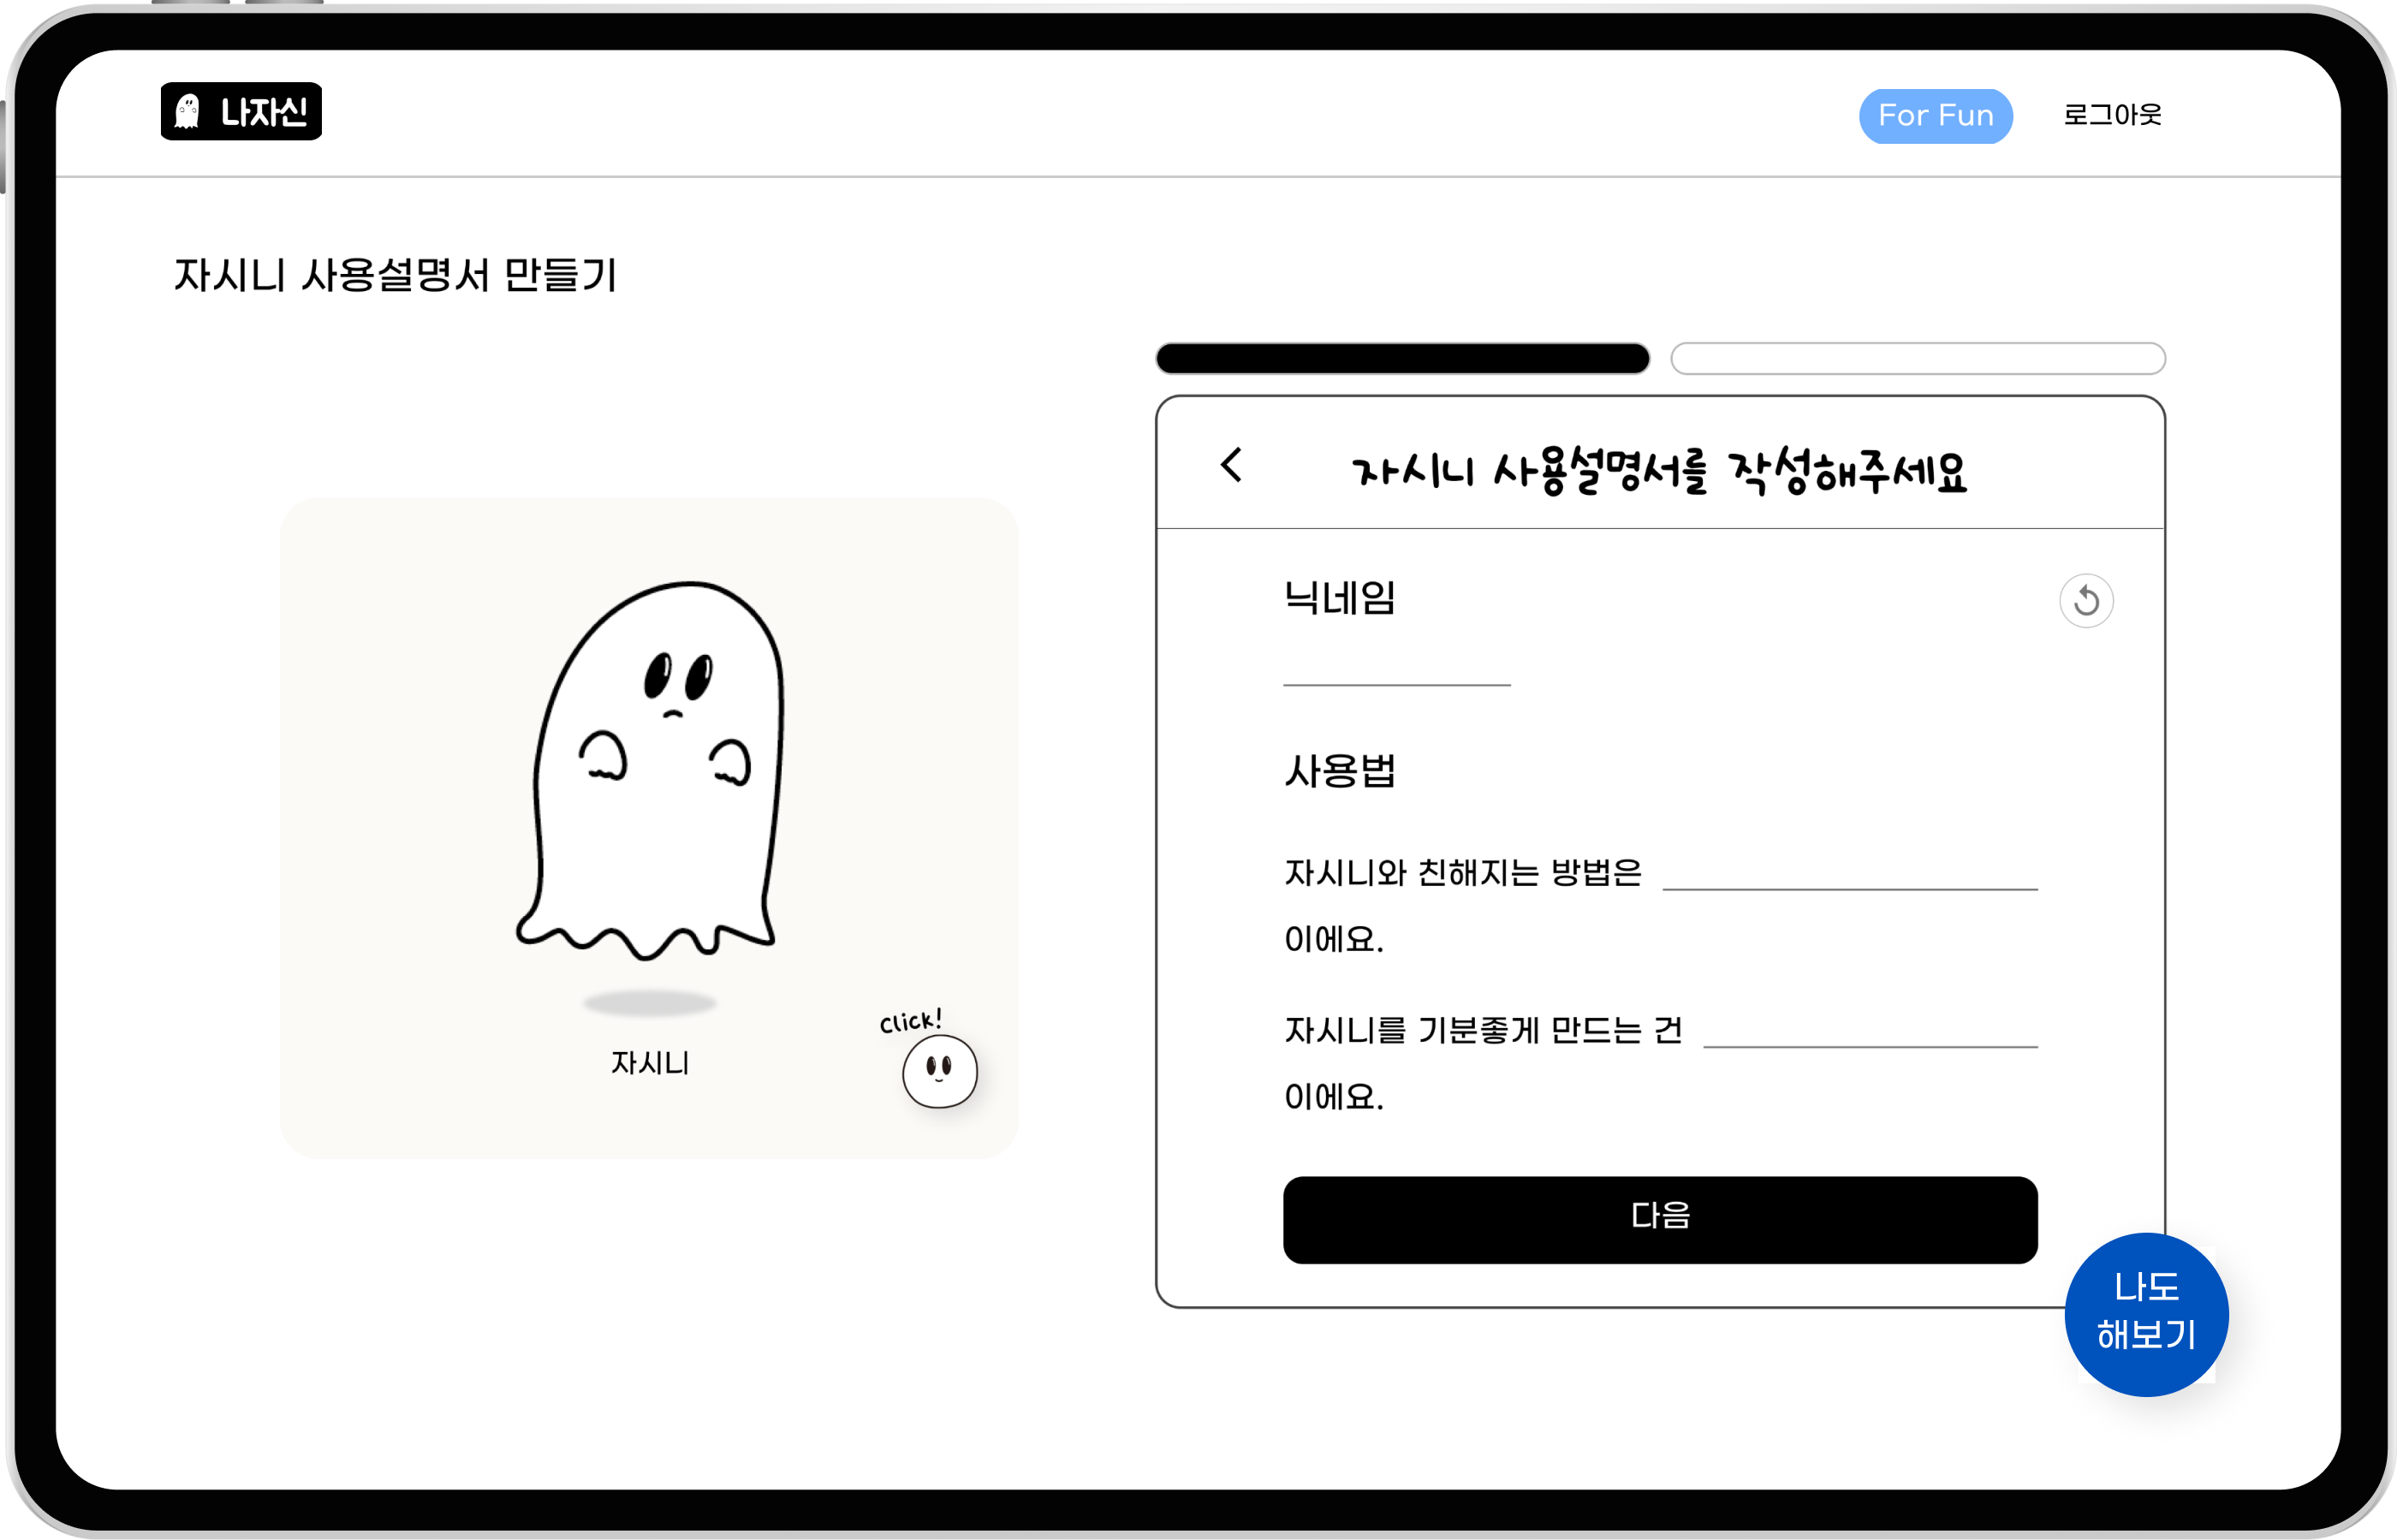 나자신
For Fun
로그아웃
자시니 사용설명서 만들기
자시니 사용설명서를 작성해주세요
닉네임
사용법
자시니와 친해지는 방법은
이에요.
자시니를 기분좋게 만드는 건
이에요.
다음
click!
자시니
나도
해보기